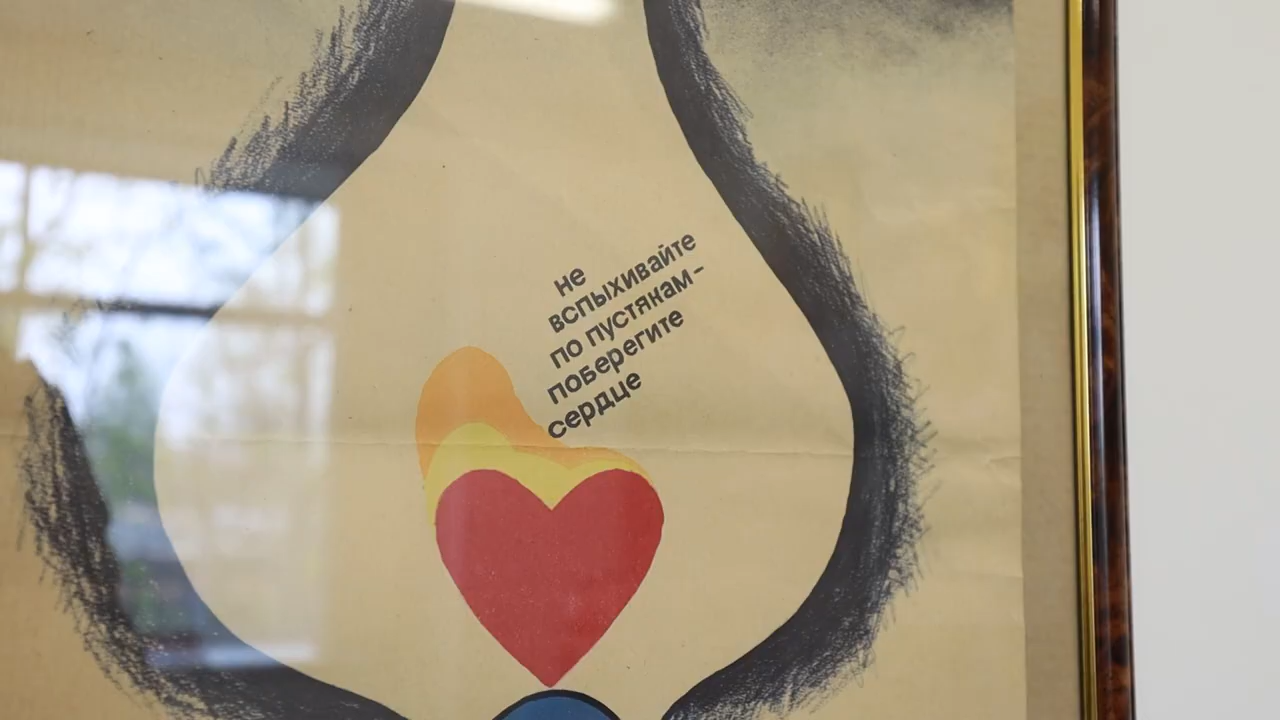 не
вспыхивайте
по пустякам–
поберегите
сердце